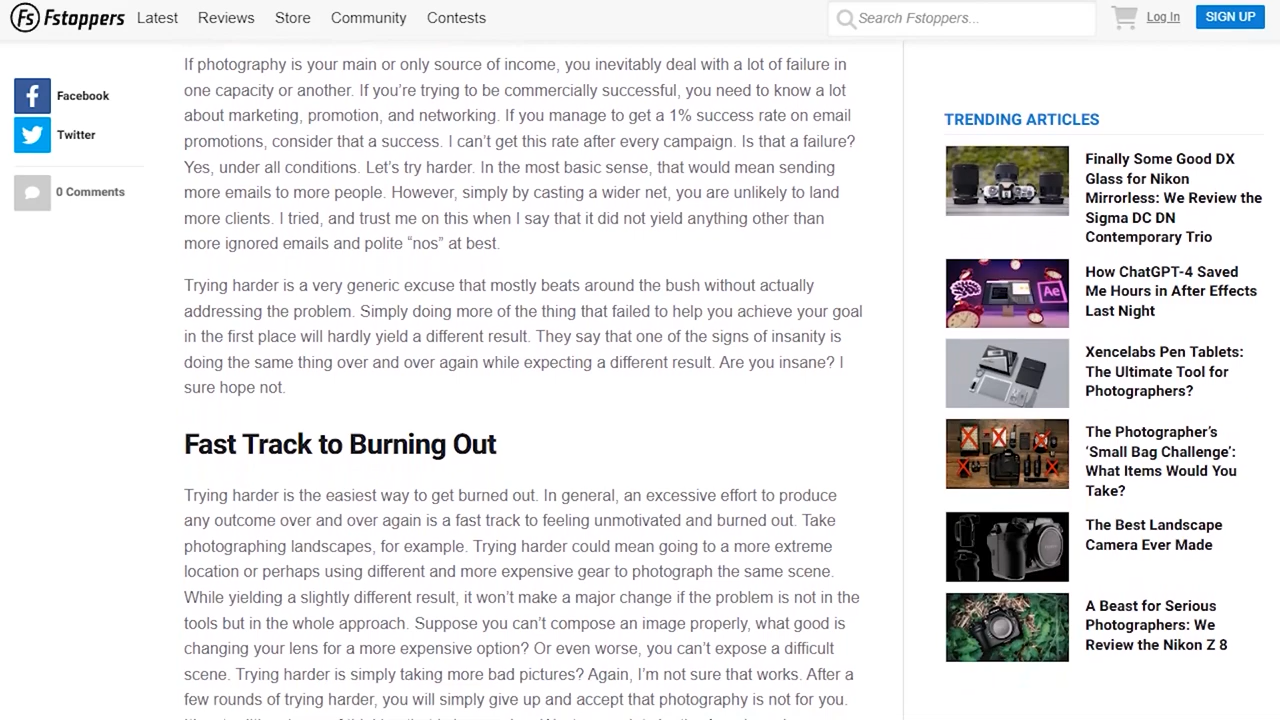 Fs Fstoppers Latest Reviews Store Community Contests Search Fstoppers... Log In SIGN UP
Facebook
Twitter
0 Comments
If photography is your main or only source of income, you inevitably deal with a lot of failure in
one capacity or another. If you’re trying to be commercially successful, you need to know a lot
about marketing, promotion, and networking. If you manage to get a 1% success rate on email
promotions, consider that a success. I can’t get this rate after every campaign. Is that a failure?
Yes, under all conditions. Let’s try harder. In the most basic sense, that would mean sending
more emails to more people. However, simply by casting a wider net, you are unlikely to land
more clients. I tried, and trust me on this when I say that it did not yield anything other than
more ignored emails and polite “nos” at best.
Trying harder is a very generic excuse that mostly beats around the bush without actually
addressing the problem. Simply doing more of the thing that failed to help you achieve your goal
in the first place will hardly yield a different result. They say that one of the signs of insanity is
doing the same thing over and over again while expecting a different result. Are you insane? I
sure hope not.
Fast Track to Burning Out
Trying harder is the easiest way to get burned out. In general, an excessive effort to produce
any outcome over and over again is a fast track to feeling unmotivated and burned out. Take
photographing landscapes, for example. Trying harder could mean going to a more extreme
location or perhaps using different and more expensive gear to photograph the same scene.
While yielding a slightly different result, it won’t make a major change if the problem is not in the
tools but in the whole approach. Suppose you can’t compose an image properly, what good is
changing your lens for a more expensive option? Or even worse, you can’t expose a difficult
scene. Trying harder is simply taking more bad pictures? Again, I’m not sure that works. After a
few rounds of trying harder, you will simply give up and accept that photography is not for you.
TRENDING ARTICLES
Finally Some Good DX
Glass for Nikon
Mirrorless: We Review the
Sigma DC DN
Contemporary Trio
Ae
How ChatGPT-4 Saved
Me Hours in After Effects
Last Night
Xencelabs Pen Tablets:
The Ultimate Tool for
Photographers?
The Photographer’s
‘Small Bag Challenge’:
What Items Would You
Take?
The Best Landscape
Camera Ever Made
A Beast for Serious
Photographers: We
Review the Nikon Z 8